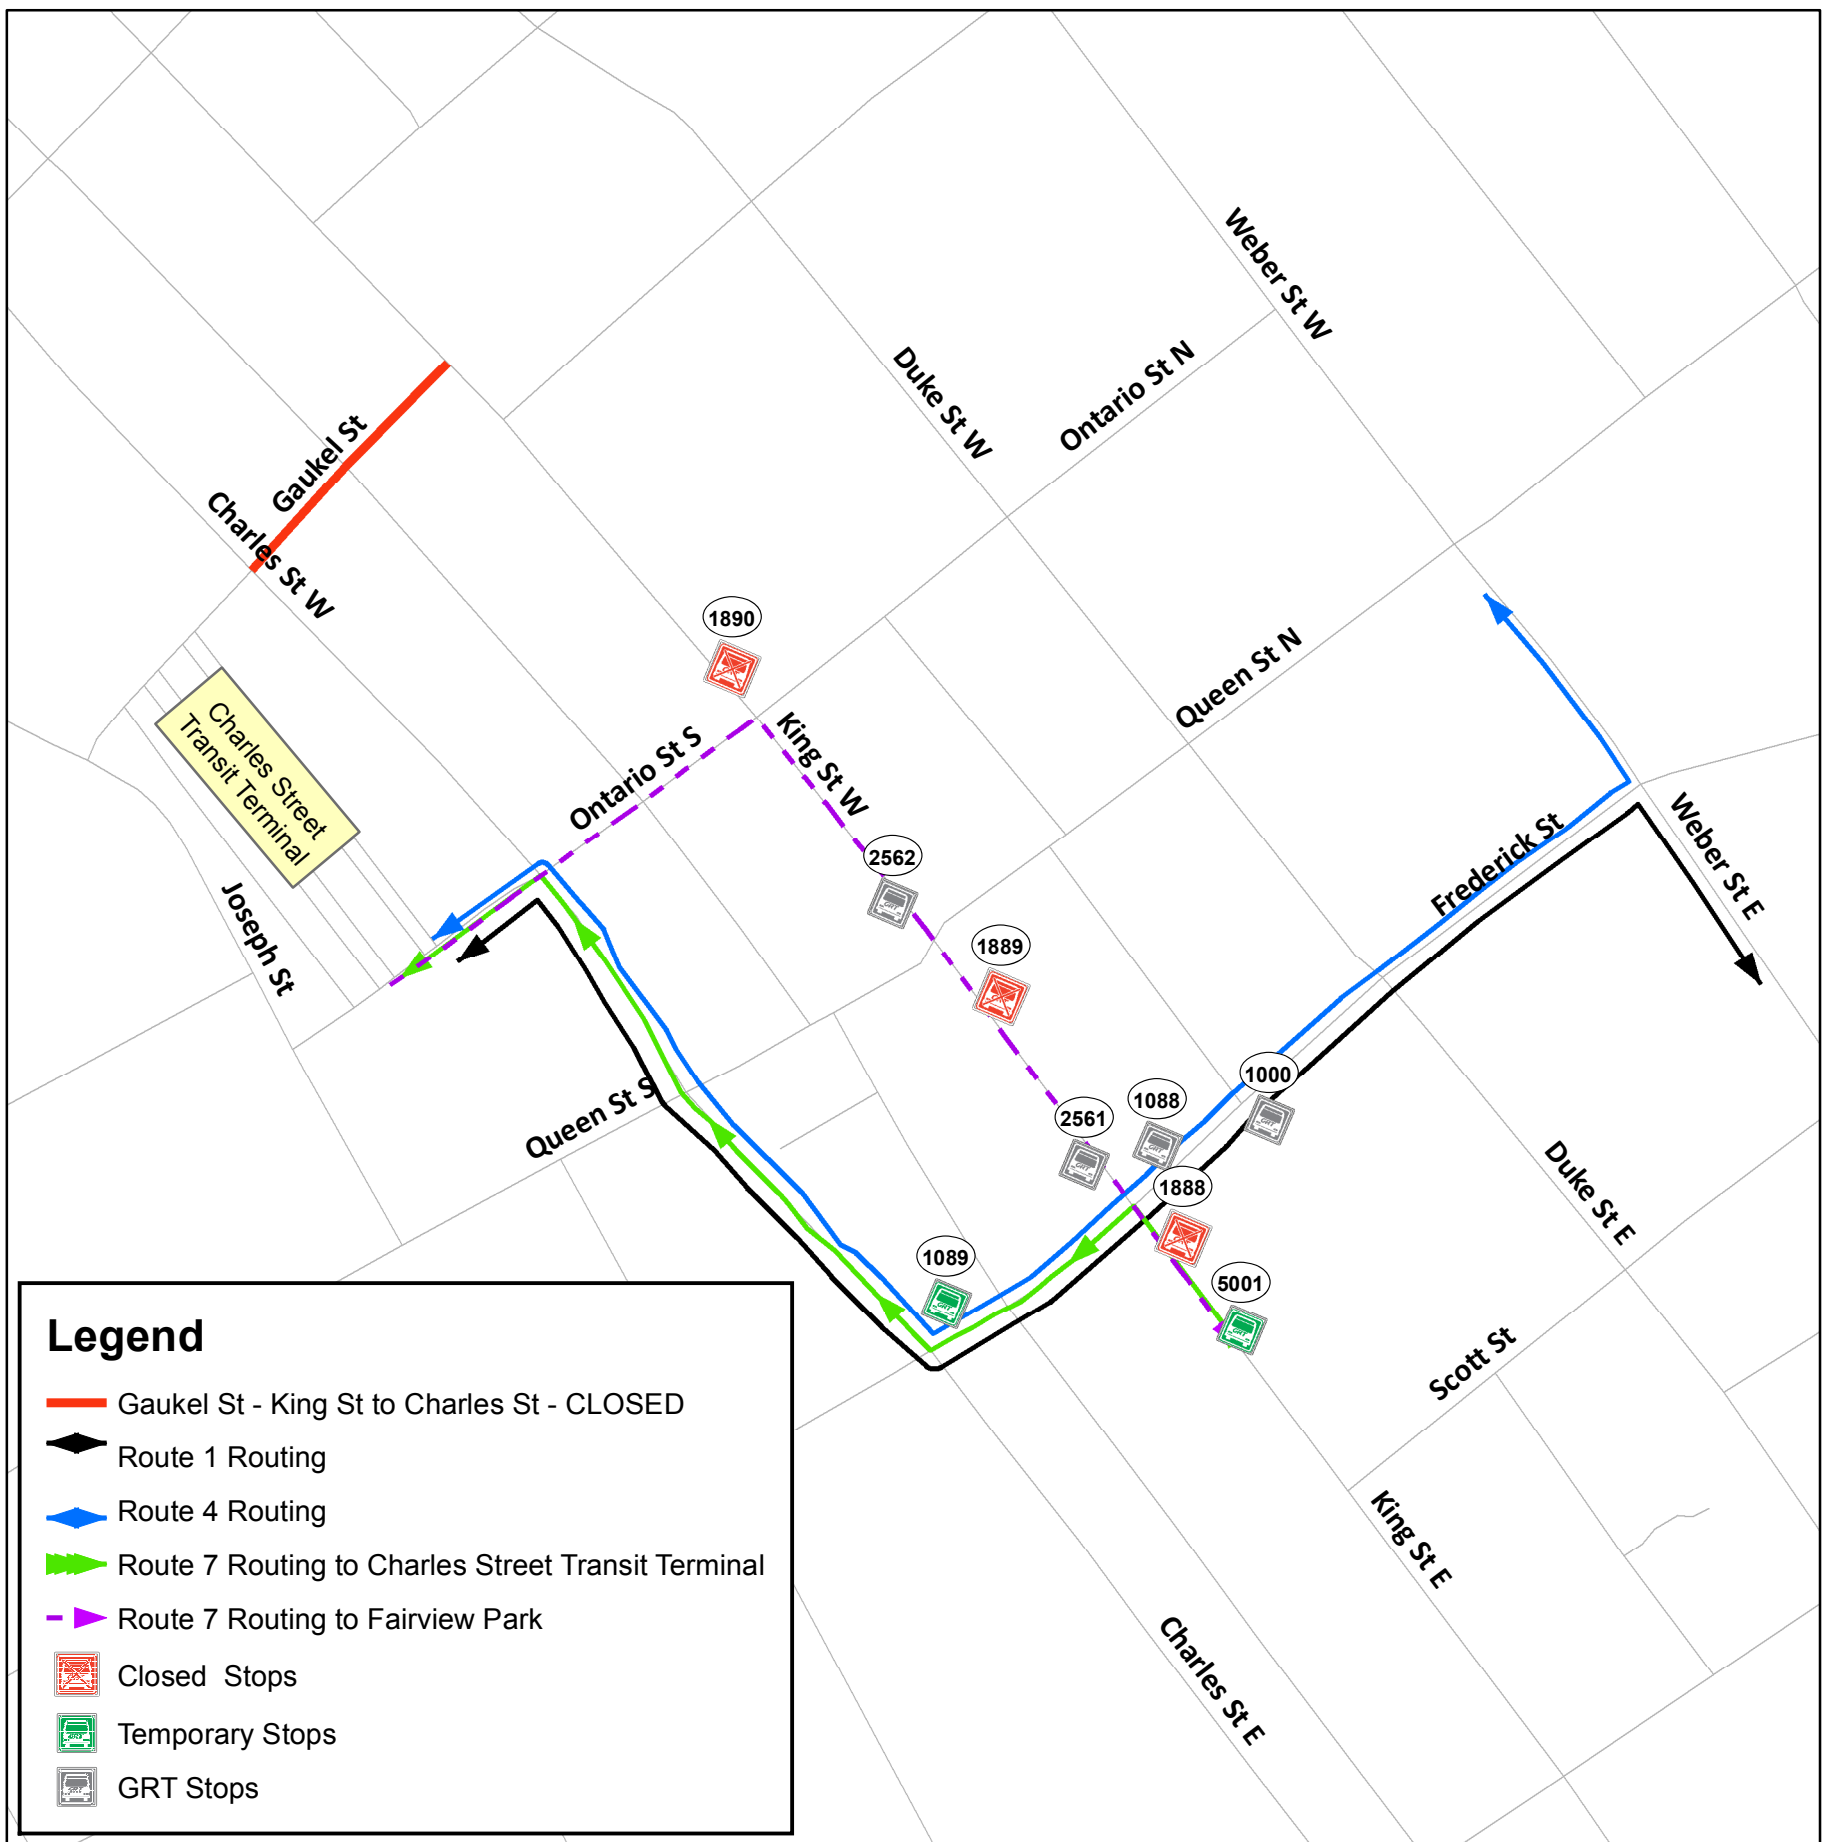 Weber St W
Duke St W
Ontario St N
Gaukel St
Charles St W
1890
Queen St N
Charles Street
Transit Terminal
Ontario St S
King St W
2562
Frederick St
Weber St E
Joseph St
1889
1000
1088
2561
Queen St S
1888
Duke St E
1089
5001
Scott St
King St E
Charles St E
Legend
Gaukel St - King St to Charles St - CLOSED
Route 1 Routing
Route 4 Routing
Route 7 Routing to Charles Street Transit Terminal
Route 7 Routing to Fairview Park
Closed  Stops
Temporary Stops
GRT Stops